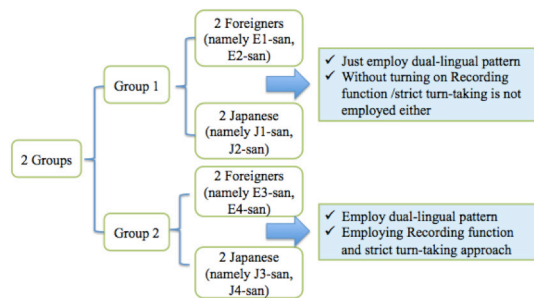 2 Groups
Group 1
2 Foreigners
(namely E1-san,
E2-san)
2 Japanese
(namely J1-san,
J2-san)
✓ Just employ dual-lingual pattern
✓ Without turning on Recording
function /strict turn-taking is not
employed either
Group 2
2 Foreigners
(namely E3-san,
E4-san)
2 Japanese
(namely J3-san,
J4-san)
✓ Employ dual-lingual pattern
✓ Employing Recording function
and strict turn-taking approach